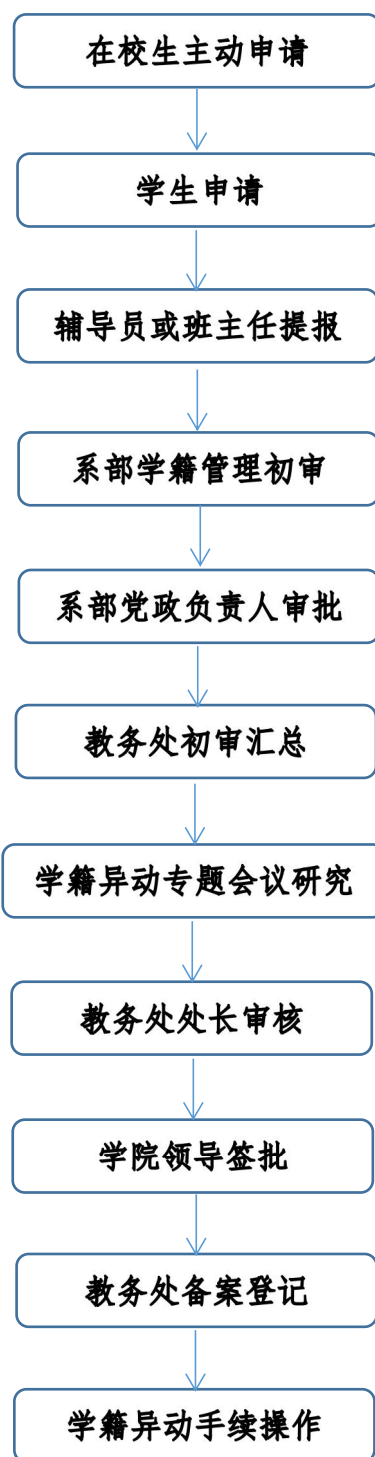 在校生主动申请
学生申请
辅导员或班主任提报
系部学籍管理初审
系部党政负责人审批
教务处初审汇总
学籍异动专题会议研究
教务处处长审核
学院领导签批
教务处备案登记
学籍异动手续操作